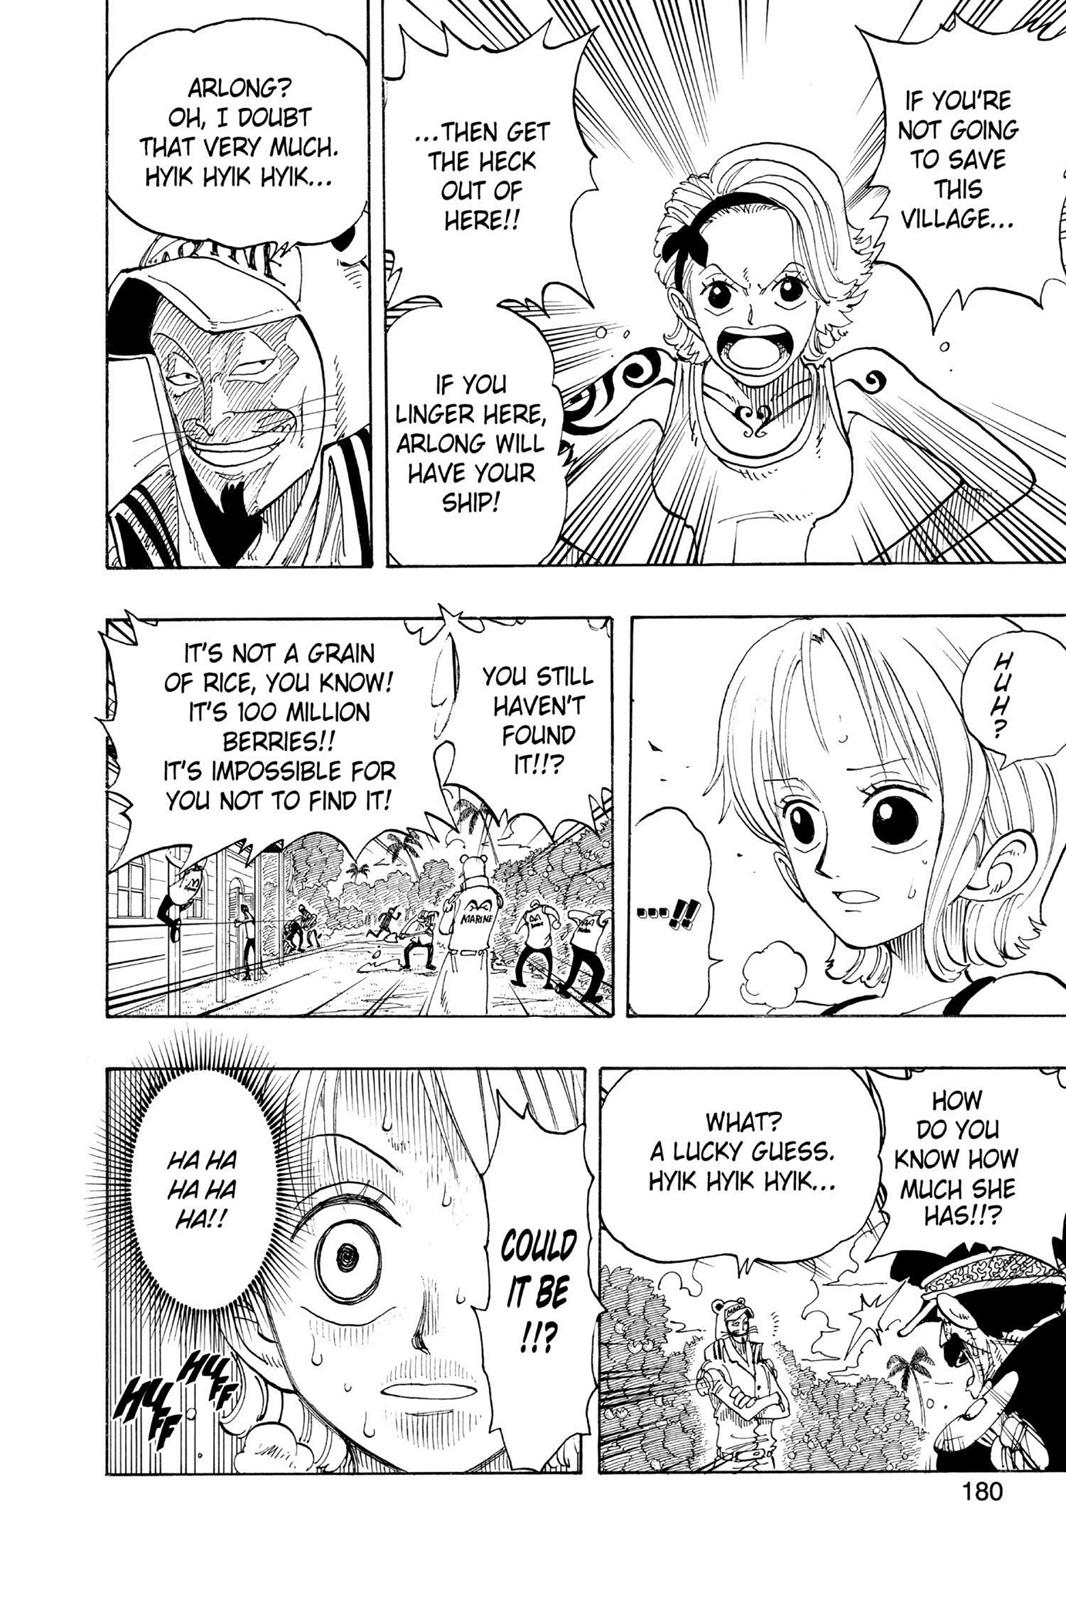 IF YOU'RE
NOT GOING
TO SAVE
THIS
VILLAGE...
...THEN GET
THE HECK
OUT OF
HERE!!
IF YOU
LINGER HERE,
ARLONG WILL
HAVE YOUR
SHIP!
ARLONG?
OH, I DOUBT
THAT VERY MUCH.
HYIK HYIK HYIK...
HUH?
...!!
YOU STILL
HAVEN'T
FOUND
IT!!?
IT'S NOT A GRAIN
OF RICE, YOU KNOW!
IT'S 100 MILLION
BERRIES!!
IT'S IMPOSSIBLE FOR
YOU NOT TO FIND IT!
MARINE
HOW
DO YOU
KNOW HOW
MUCH SHE
HAS!!?
WHAT?
A LUCKY GUESS.
HYIK HYIK HYIK...
COULD
IT BE
!!?
HA HA
HA HA
HA!!
HUFF
HUFF
180